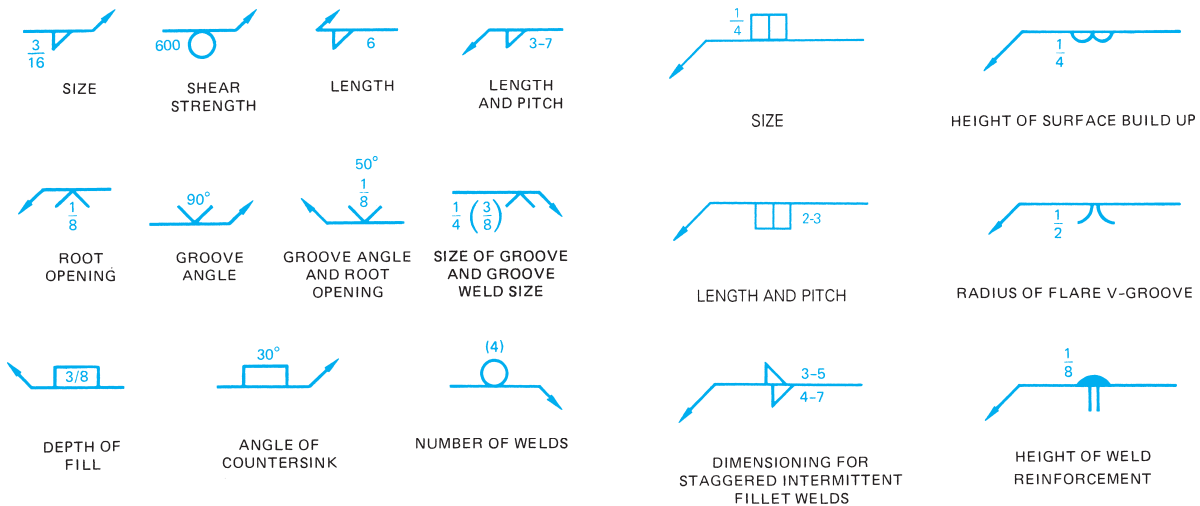 3
16
SIZE
600
SHEAR
STRENGTH
6
LENGTH
3-7
LENGTH
AND PITCH
1
4
SIZE
1
4
HEIGHT OF SURFACE BUILD UP
1
8
ROOT
OPENING
90°
GROOVE
ANGLE
50°
1
8
GROOVE ANGLE
AND ROOT
OPENING
1
4
(3
8)
SIZE OF GROOVE
AND GROOVE
WELD SIZE
2-3
LENGTH AND PITCH
1
2
RADIUS OF FLARE V-GROOVE
3/8
DEPTH OF
FILL
30°
ANGLE OF
COUNTERSINK
(4)
NUMBER OF WELDS
3-5
4-7
DIMENSIONING FOR
STAGGERED INTERMITTENT
FILLET WELDS
1
8
HEIGHT OF WELD
REINFORCEMENT